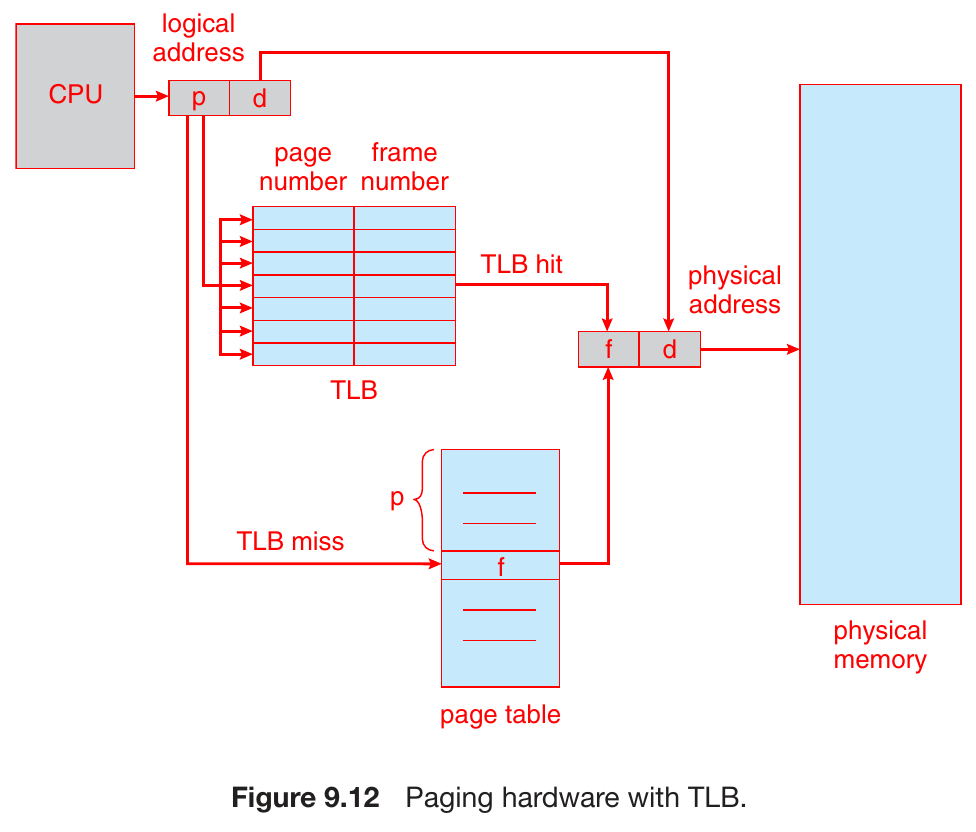 logical
address
CPU
p
d
page
number
frame
number
TLB hit
physical
address
f
d
TLB
p
TLB miss
f
physical
memory
page table
Figure 9.12 Paging hardware with TLB.